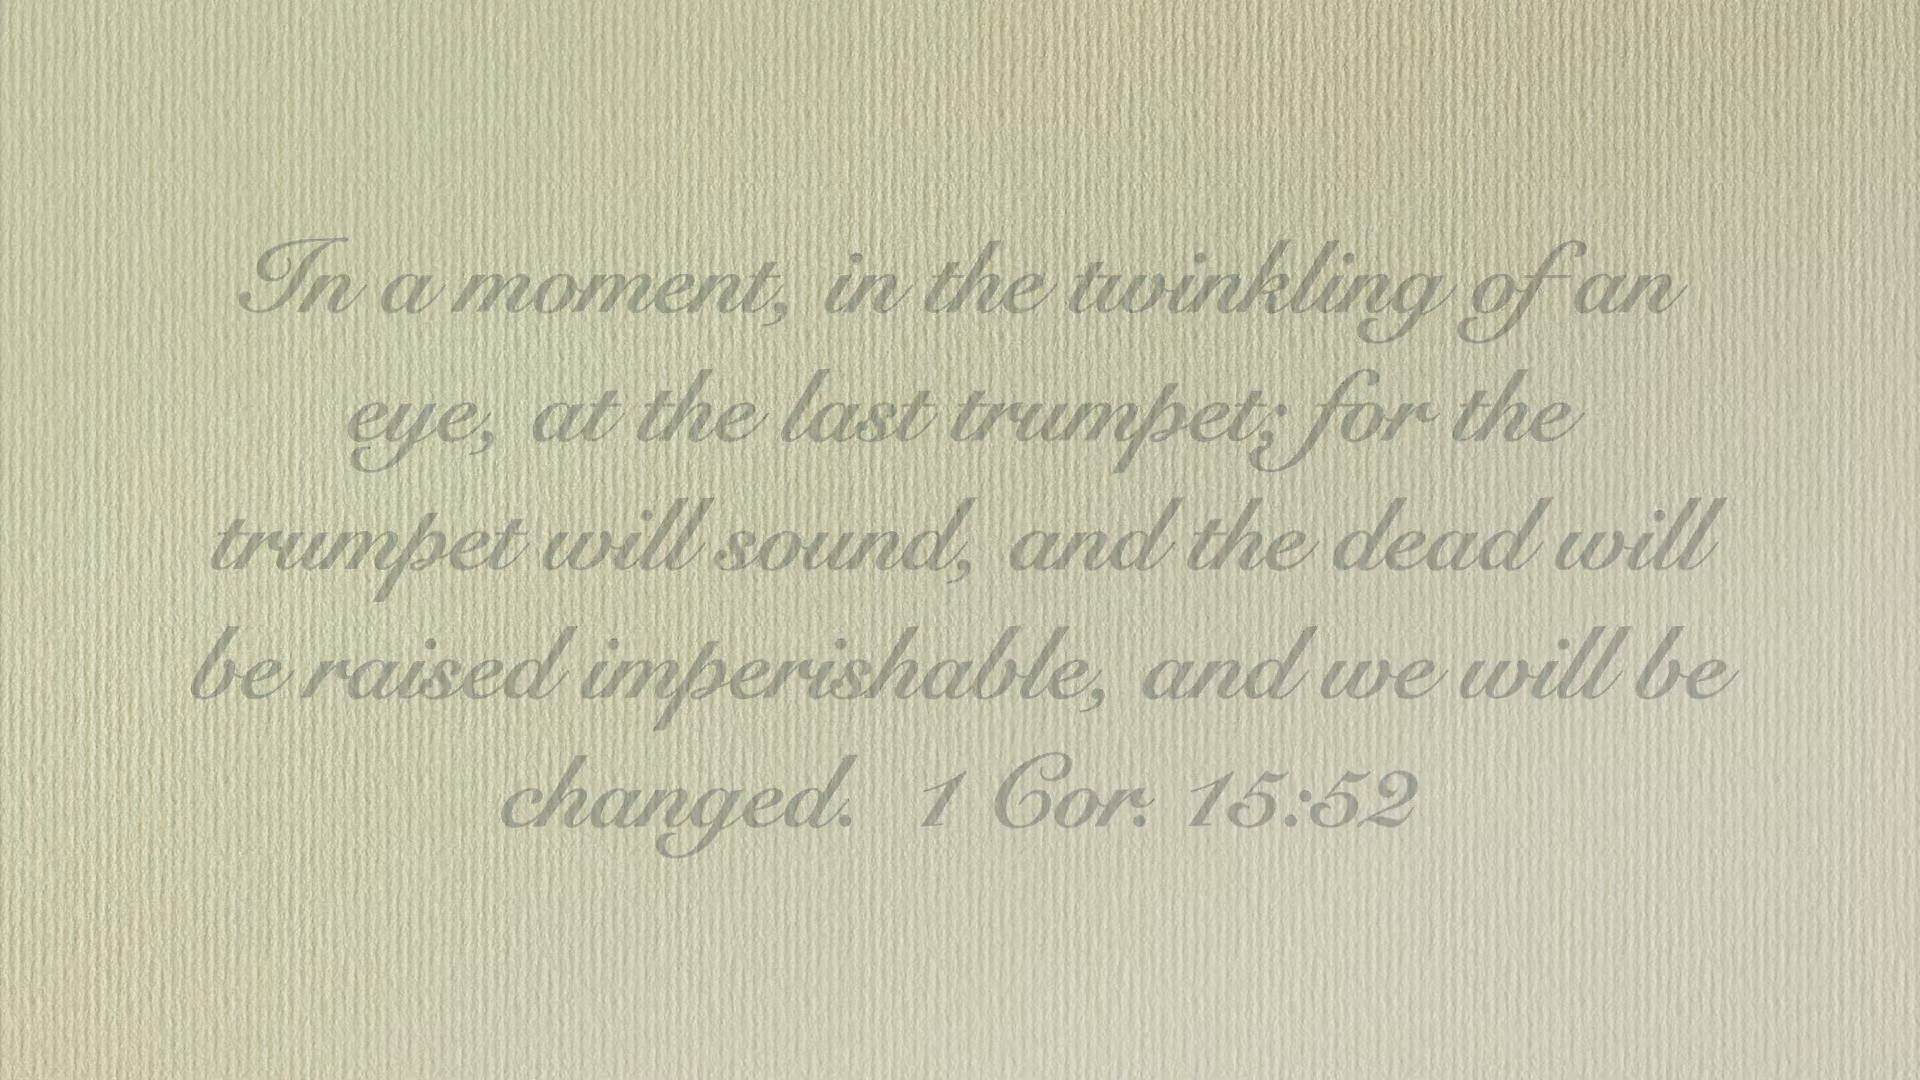 In a moment, in the twinkling of an
eye, at the last trumpet; for the
trumpet will sound, and the dead will
be raised imperishable, and we will be
changed.  1 Cor. 15:52